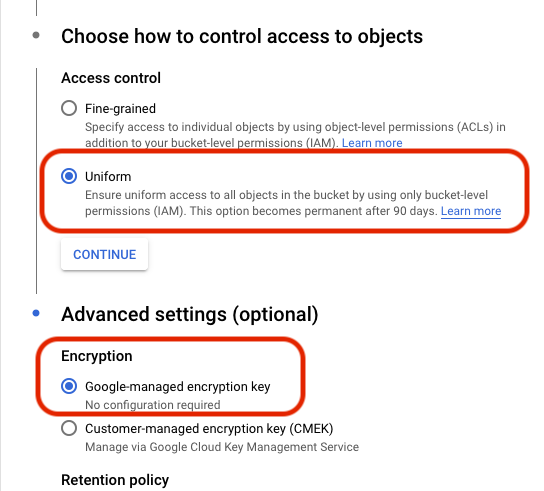 Choose how to control access to objects
Access control
Fine-grained
Specify access to individual objects by using object-level permissions (ACLs) in
addition to your bucket-level permissions (IAM). Learn more
Uniform
Ensure uniform access to all objects in the bucket by using only bucket-level
permissions (IAM). This option becomes permanent after 90 days. Learn more
CONTINUE
Advanced settings (optional)
Encryption
Google-managed encryption key
No configuration required
Customer-managed encryption key (CMEK)
Manage via Google Cloud Key Management Service
Retention policy